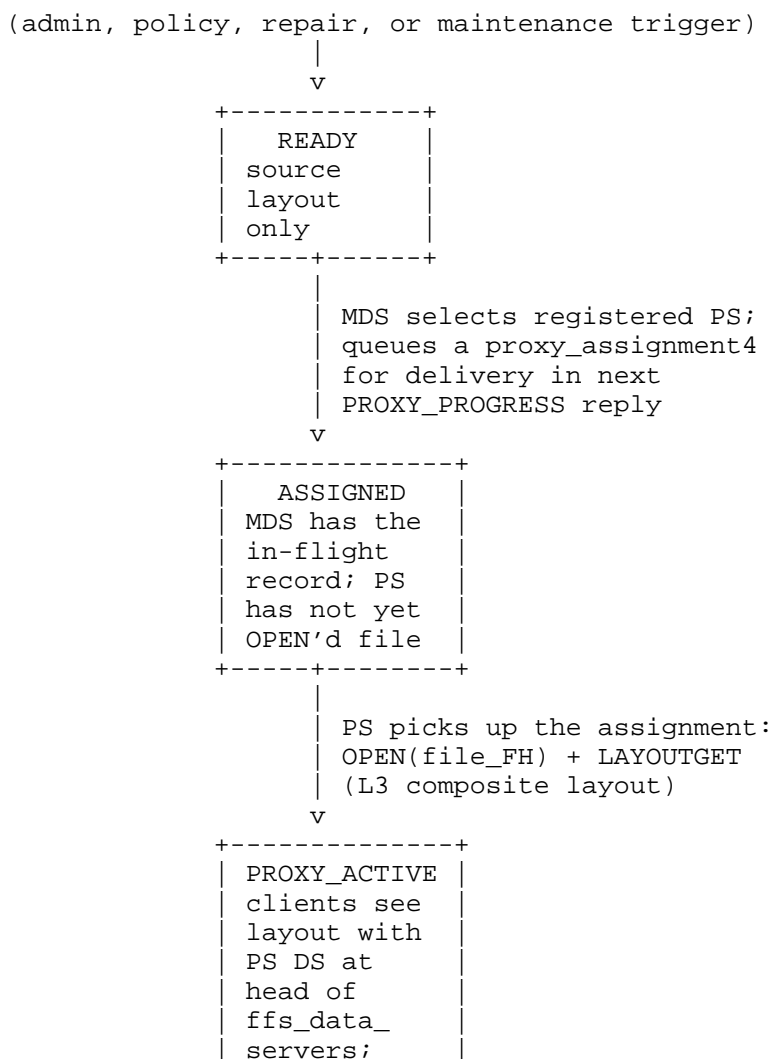 (admin, policy, repair, or maintenance trigger)
|
v
+------------+
|   READY    |
| source     |
| layout     |
| only       |
+-----+------+
|
| MDS selects registered PS;
| queues a proxy_assignment4
| for delivery in next
| PROXY_PROGRESS reply
v
+--------------+
|   ASSIGNED   |
| MDS has the  |
| in-flight    |
| record; PS   |
| has not yet  |
| OPEN'd file  |
+-----+--------+
|
| PS picks up the assignment:
| OPEN(file_FH) + LAYOUTGET
| (L3 composite layout)
v
+--------------+
| PROXY_ACTIVE |
| clients see  |
| layout with  |
| PS DS at     |
| head of      |
| ffs_data_    |
| servers;     |